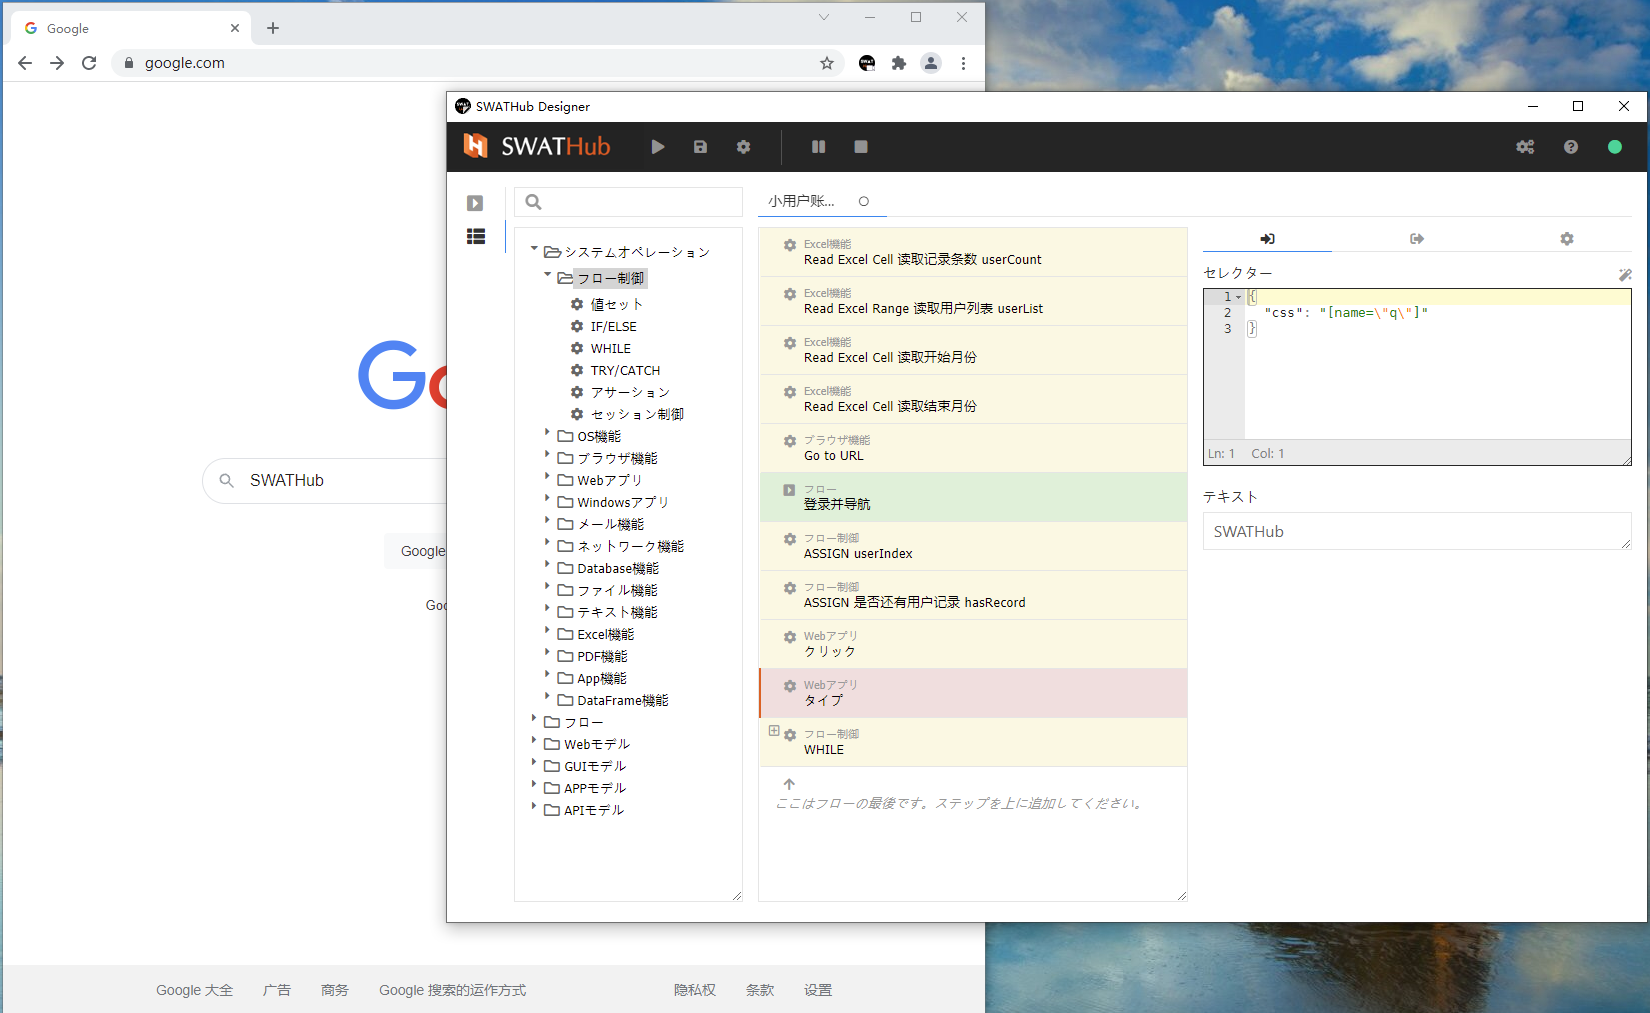 Google
google.com
SWATHub Designer
SWATHub
小用户账...
システムオペレーション
フロー制御
値セット
IF/ELSE
WHILE
TRY/CATCH
アサーション
セッション制御
OS機能
ブラウザ機能
Webアプリ
Windowsアプリ
メール機能
ネットワーク機能
Database機能
ファイル機能
テキスト機能
Excel機能
PDF機能
App機能
DataFrame機能
フロー
Webモデル
GUIモデル
APPモデル
APIモデル
Excel機能
Read Excel Cell 读取记录条数 userCount
Excel機能
Read Excel Range 读取用户列表 userList
Excel機能
Read Excel Cell 读取开始月份
Excel機能
Read Excel Cell 读取结束月份
ブラウザ機能
Go to URL
フロー
登录并导航
フロー制御
ASSIGN userIndex
フロー制御
ASSIGN 是否还有用户记录 hasRecord
Webアプリ
クリック
Webアプリ
タイプ
フロー制御
WHILE
ここはフローの最後です。ステップを上に追加してください。
セレクター
1 {
2 "css": "[name=\"q\"]"
3 }
Ln: 1 Col: 1
テキスト
SWATHub
Go
SWATHub
Google
Goo
Google 大全 广告 商务 Google 搜索的运作方式 隐私权 条款 设置